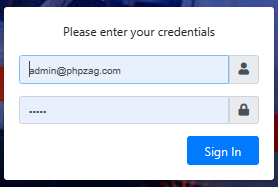 Please enter your credentials
admin@phpzag.com
•••••
Sign In